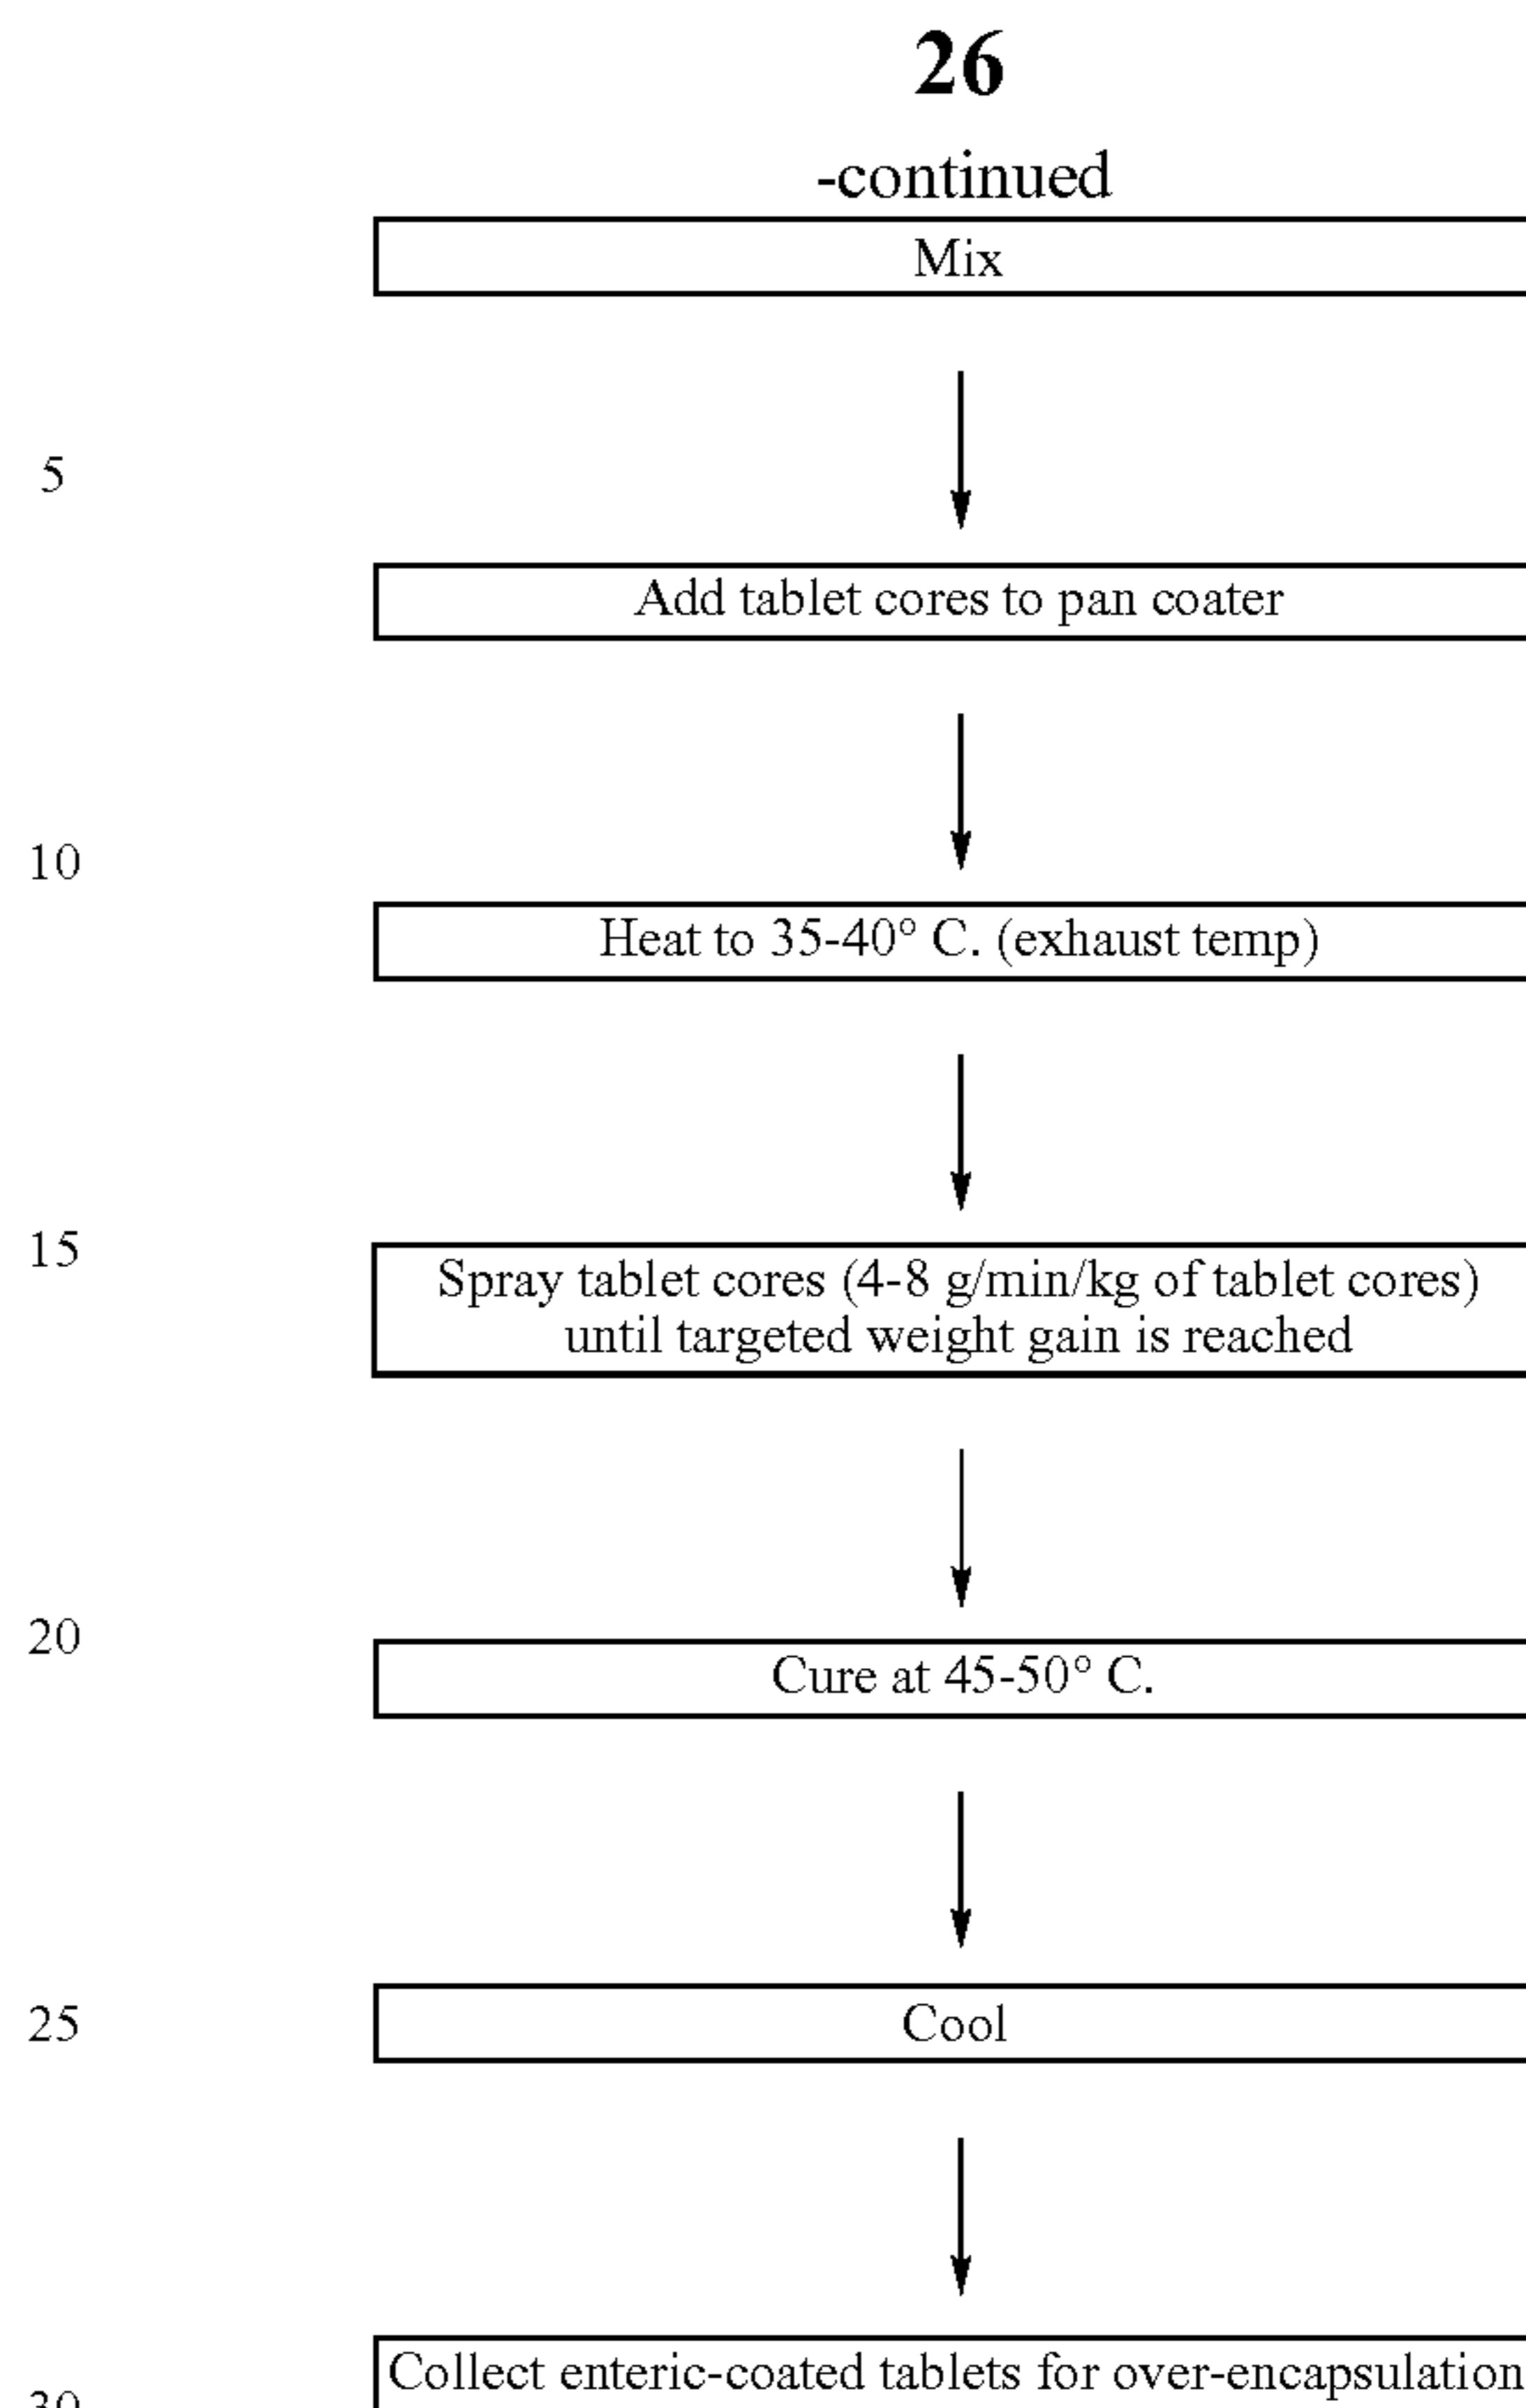 26
-continued
Mix
5
Add tablet cores to pan coater
10
Heat to 35-40° C. (exhaust temp)
15
Spray tablet cores (4-8 g/min/kg of tablet cores)
until targeted weight gain is reached
20
Cure at 45-50° C.
25
Cool
Collect enteric-coated tablets for over-encapsulation
30